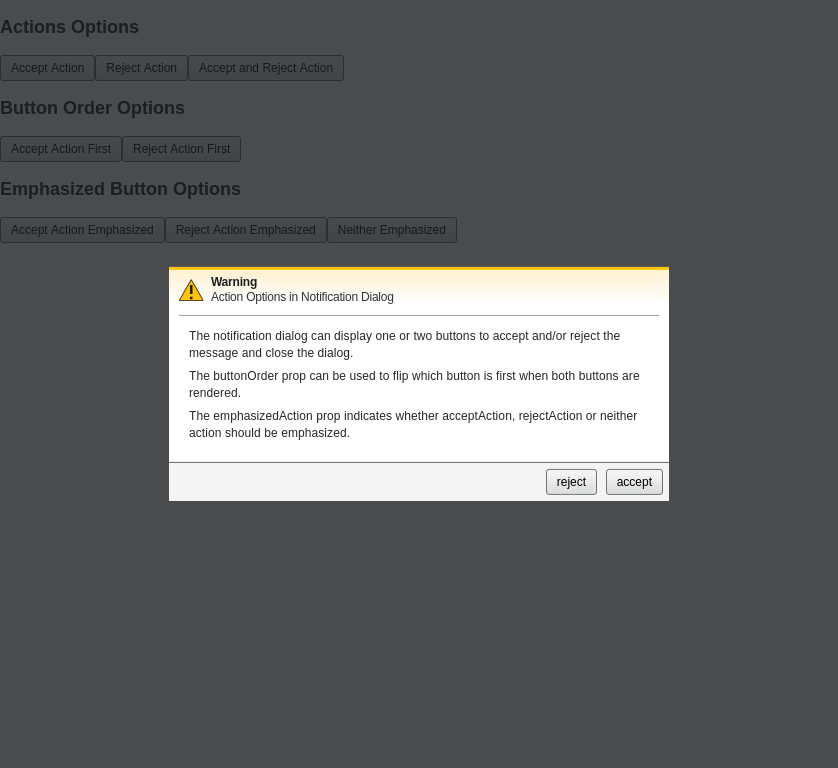 Actions Options
Accept Action Reject Action Accept and Reject Action
Button Order Options
Accept Action First Reject Action First
Emphasized Button Options
Accept Action Emphasized Reject Action Emphasized Neither Emphasized
Warning
Action Options in Notification Dialog
The notification dialog can display one or two buttons to accept and/or reject the
message and close the dialog.
The buttonOrder prop can be used to flip which button is first when both buttons are
rendered.
The emphasizedAction prop indicates whether acceptAction, rejectAction or neither
action should be emphasized.
reject accept